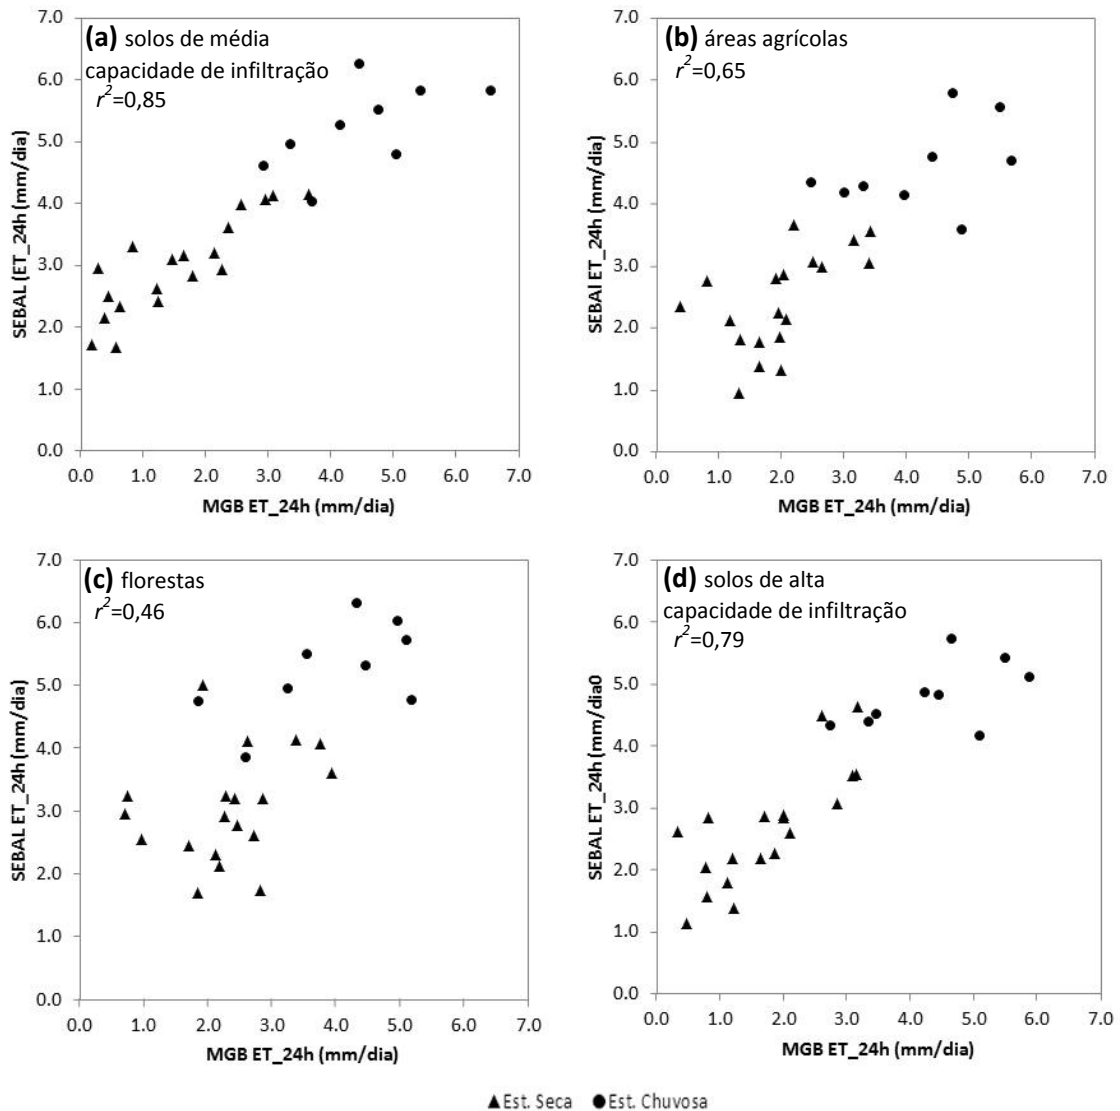 7.0
6.0
5.0
4.0
3.0
2.0
1.0
0.0
SEBAL (ET_24h (mm/dia)
(a) solos de média
capacidade de infiltração
r²=0,85
0.0 1.0 2.0 3.0 4.0 5.0 6.0 7.0
MGB ET_24h (mm/dia)
7.0
6.0
5.0
4.0
3.0
2.0
1.0
0.0
SEBAl ET_24h (mm/dia)
(b) áreas agrícolas
r²=0,65
0.0 1.0 2.0 3.0 4.0 5.0 6.0 7.0
MGB ET_24h (mm/dia)
7.0
6.0
5.0
4.0
3.0
2.0
1.0
0.0
SEBAL ET_24h (mm/dia)
(c) florestas
r²=0,46
0.0 1.0 2.0 3.0 4.0 5.0 6.0 7.0
MGB ET_24h (mm/dia)
7.0
6.0
5.0
4.0
3.0
2.0
1.0
0.0
SEBAL ET_24h (mm/dia0
(d) solos de alta
capacidade de infiltração
r²=0,79
0.0 1.0 2.0 3.0 4.0 5.0 6.0 7.0
MGB ET_24h (mm/dia)
▲Est. Seca ●Est. Chuvosa